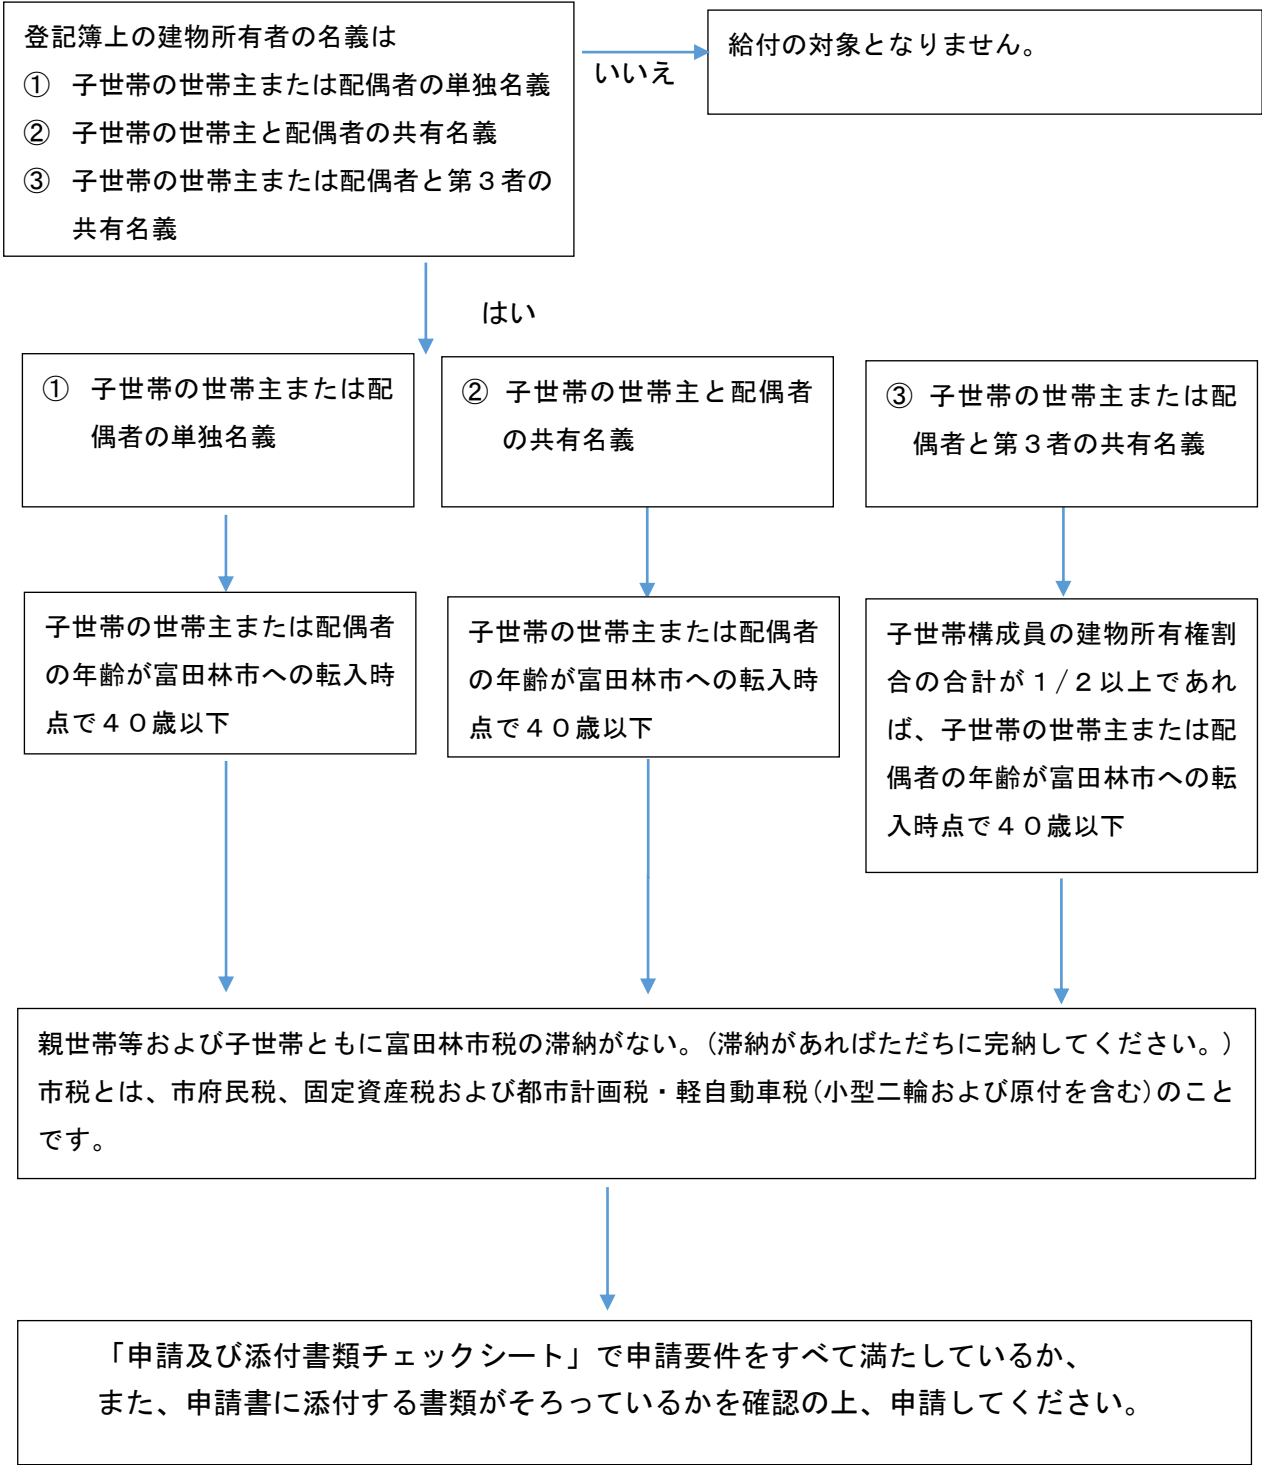 登記簿上の建物所有者の名義は
① 子世帯の世帯主または配偶者の単独名義
② 子世帯の世帯主と配偶者の共有名義
③ 子世帯の世帯主または配偶者と第３者の
共有名義
いいえ
給付の対象となりません。
はい
① 子世帯の世帯主または配
偶者の単独名義
② 子世帯の世帯主と配偶者
の共有名義
③ 子世帯の世帯主または配
偶者と第３者の共有名義
子世帯の世帯主または配偶者
の年齢が富田林市への転入時
点で４０歳以下
子世帯の世帯主または配偶者
の年齢が富田林市への転入時
点で４０歳以下
子世帯構成員の建物所有権割
合の合計が１/２以上であれ
ば、子世帯の世帯主または配
偶者の年齢が富田林市への転
入時点で４０歳以下
親世帯等および子世帯ともに富田林市税の滞納がない。(滞納があればただちに完納してください。)
市税とは、市府民税、固定資産税および都市計画税・軽自動車税(小型二輪および原付を含む)のこと
です。
「申請及び添付書類チェックシート」で申請要件をすべて満たしているか、
また、申請書に添付する書類がそろっているかを確認の上、申請してください。